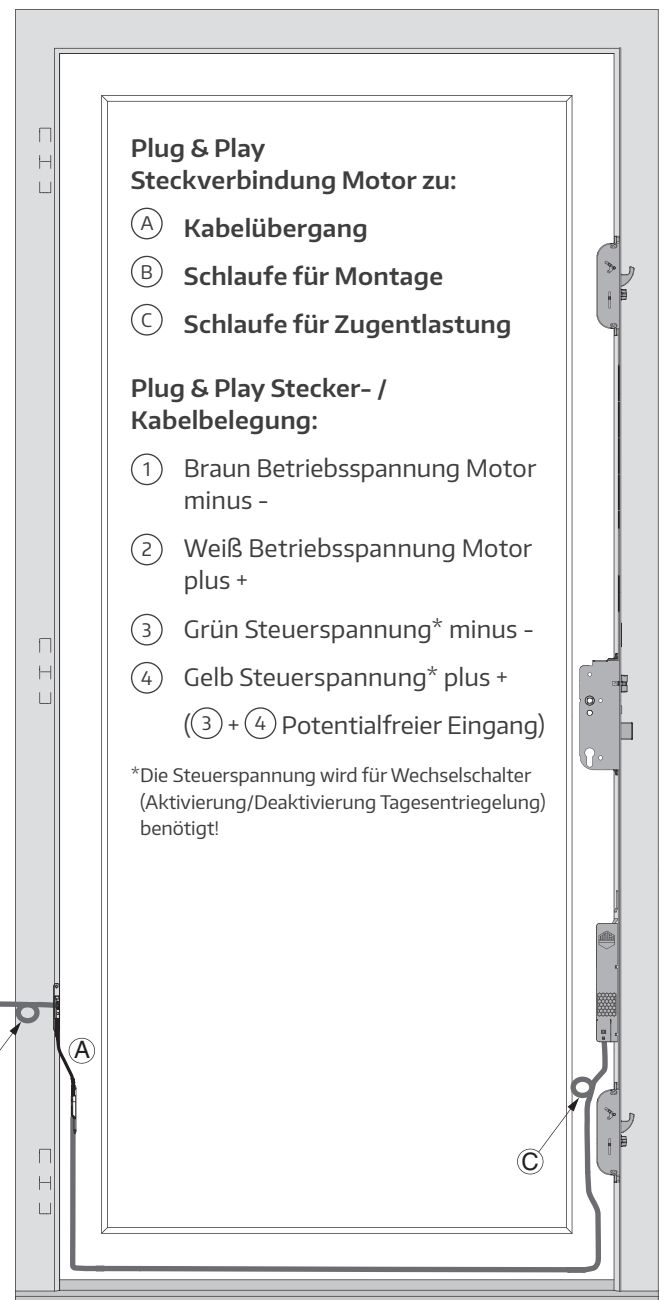 Plug & Play
Steckverbindung Motor zu:
A Kabelübergang
B Schlaufe für Montage
C Schlaufe für Zugentlastung
Plug & Play Stecker- /
Kabelbelegung:
1 Braun Betriebsspannung Motor
minus -
2 Weiß Betriebsspannung Motor
plus +
3 Grün Steuerspannung* minus -
4 Gelb Steuerspannung* plus +
(3 + 4 Potentialfreier Eingang)
*Die Steuerspannung wird für Wechselschalter
(Aktivierung/Deaktivierung Tagesentriegelung)
benötigt!
A
C